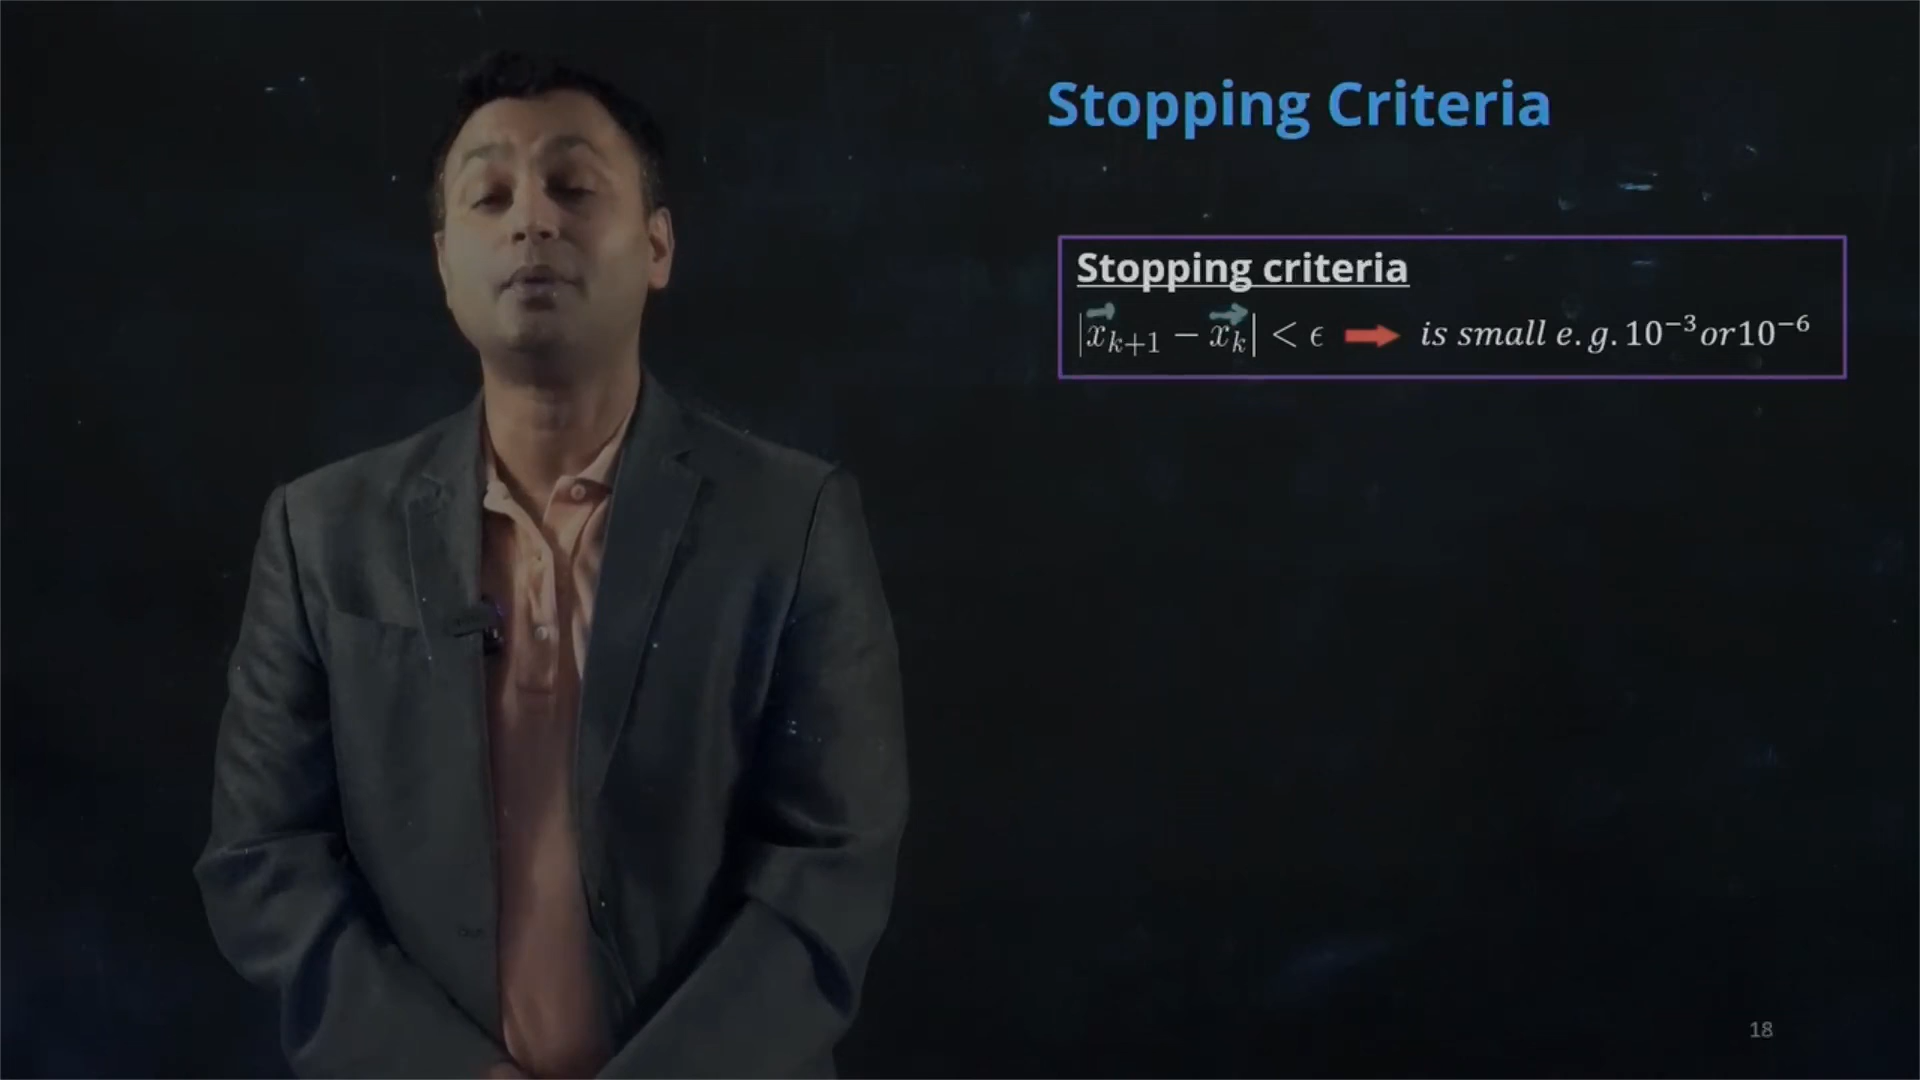 Stopping Criteria
Stopping criteria
|x⃗ₖ₊₁ − x⃗ₖ| < ϵ ➡ is small e.g. 10⁻³ or 10⁻⁶
18